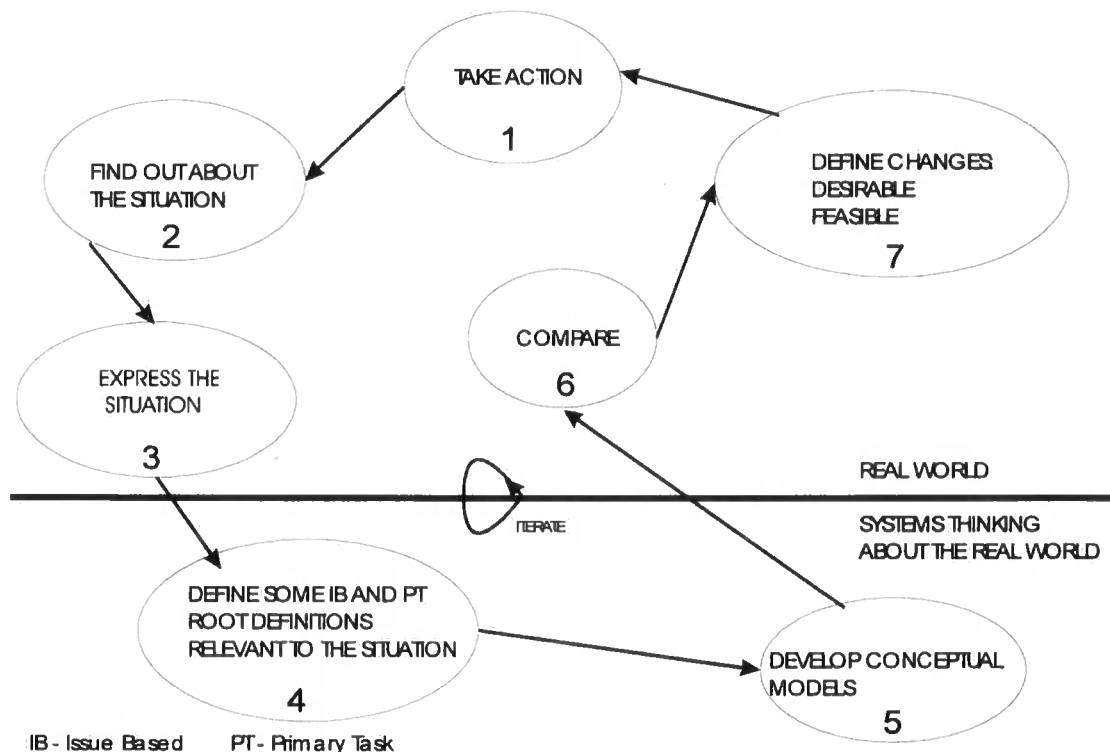 TAKE ACTION
1
FIND OUT ABOUT
THE SITUATION
2
EXPRESS THE
SITUATION
3
DEFINE CHANGES:
DESIRABLE
FEASIBLE
7
COMPARE
6
REAL WORLD
ITERATE
SYSTEMS THINKING
ABOUT THE REAL WORLD
DEFINE SOME IB AND PT
ROOT DEFINITIONS
RELEVANT TO THE SITUATION
4
DEVELOP CONCEPTUAL
MODELS
5
IB - Issue Based PT - Primary Task